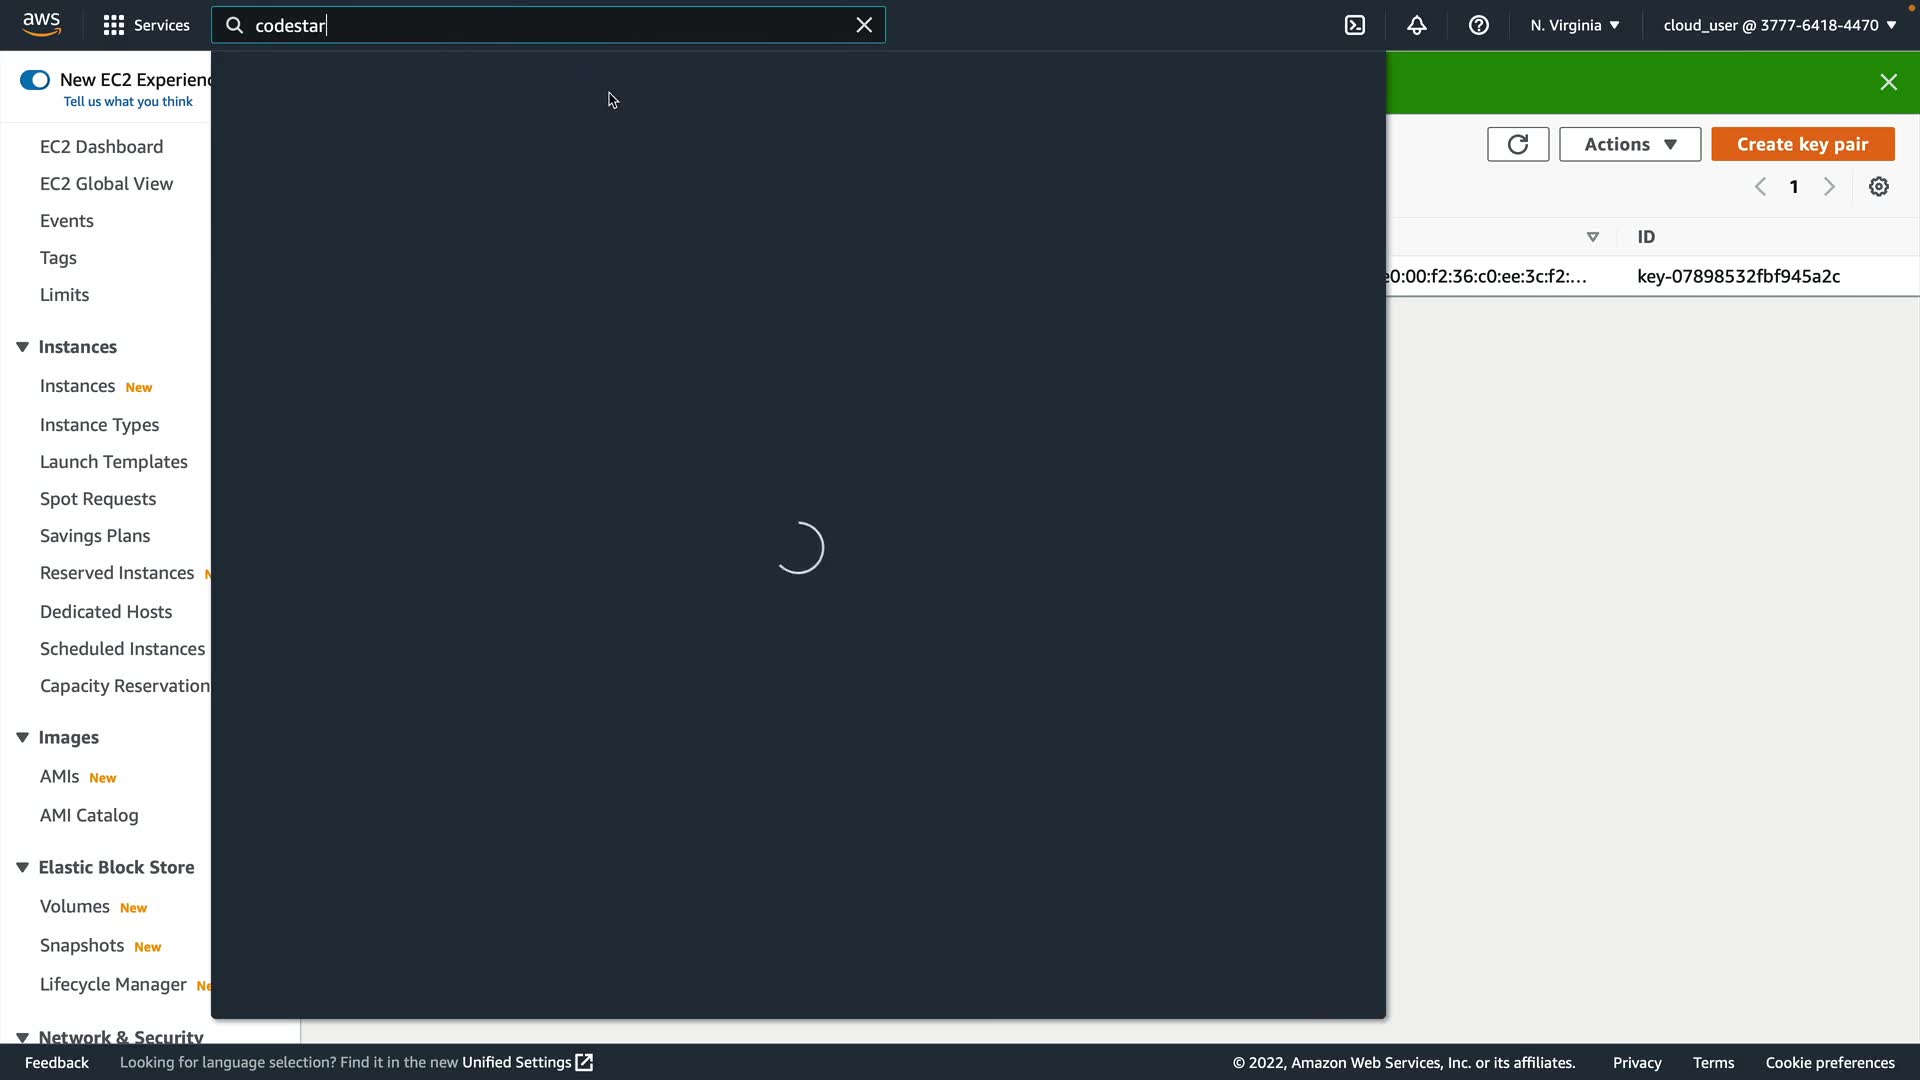 aws
Services
codestar
N. Virginia
cloud_user @ 3777-6418-4470
New EC2 Experienc
Tell us what you think
EC2 Dashboard
EC2 Global View
Events
Tags
Limits
Instances
Instances New
Instance Types
Launch Templates
Spot Requests
Savings Plans
Reserved Instances N
Dedicated Hosts
Scheduled Instances
Capacity Reservation
Images
AMIs New
AMI Catalog
Elastic Block Store
Volumes New
Snapshots New
Lifecycle Manager Ne
Network & Security
Actions
Create key pair
1
ID
e0:00:f2:36:c0:ee:3c:f2:...
key-07898532fbf945a2c
Feedback
Looking for language selection? Find it in the new Unified Settings
© 2022, Amazon Web Services, Inc. or its affiliates.
Privacy
Terms
Cookie preferences